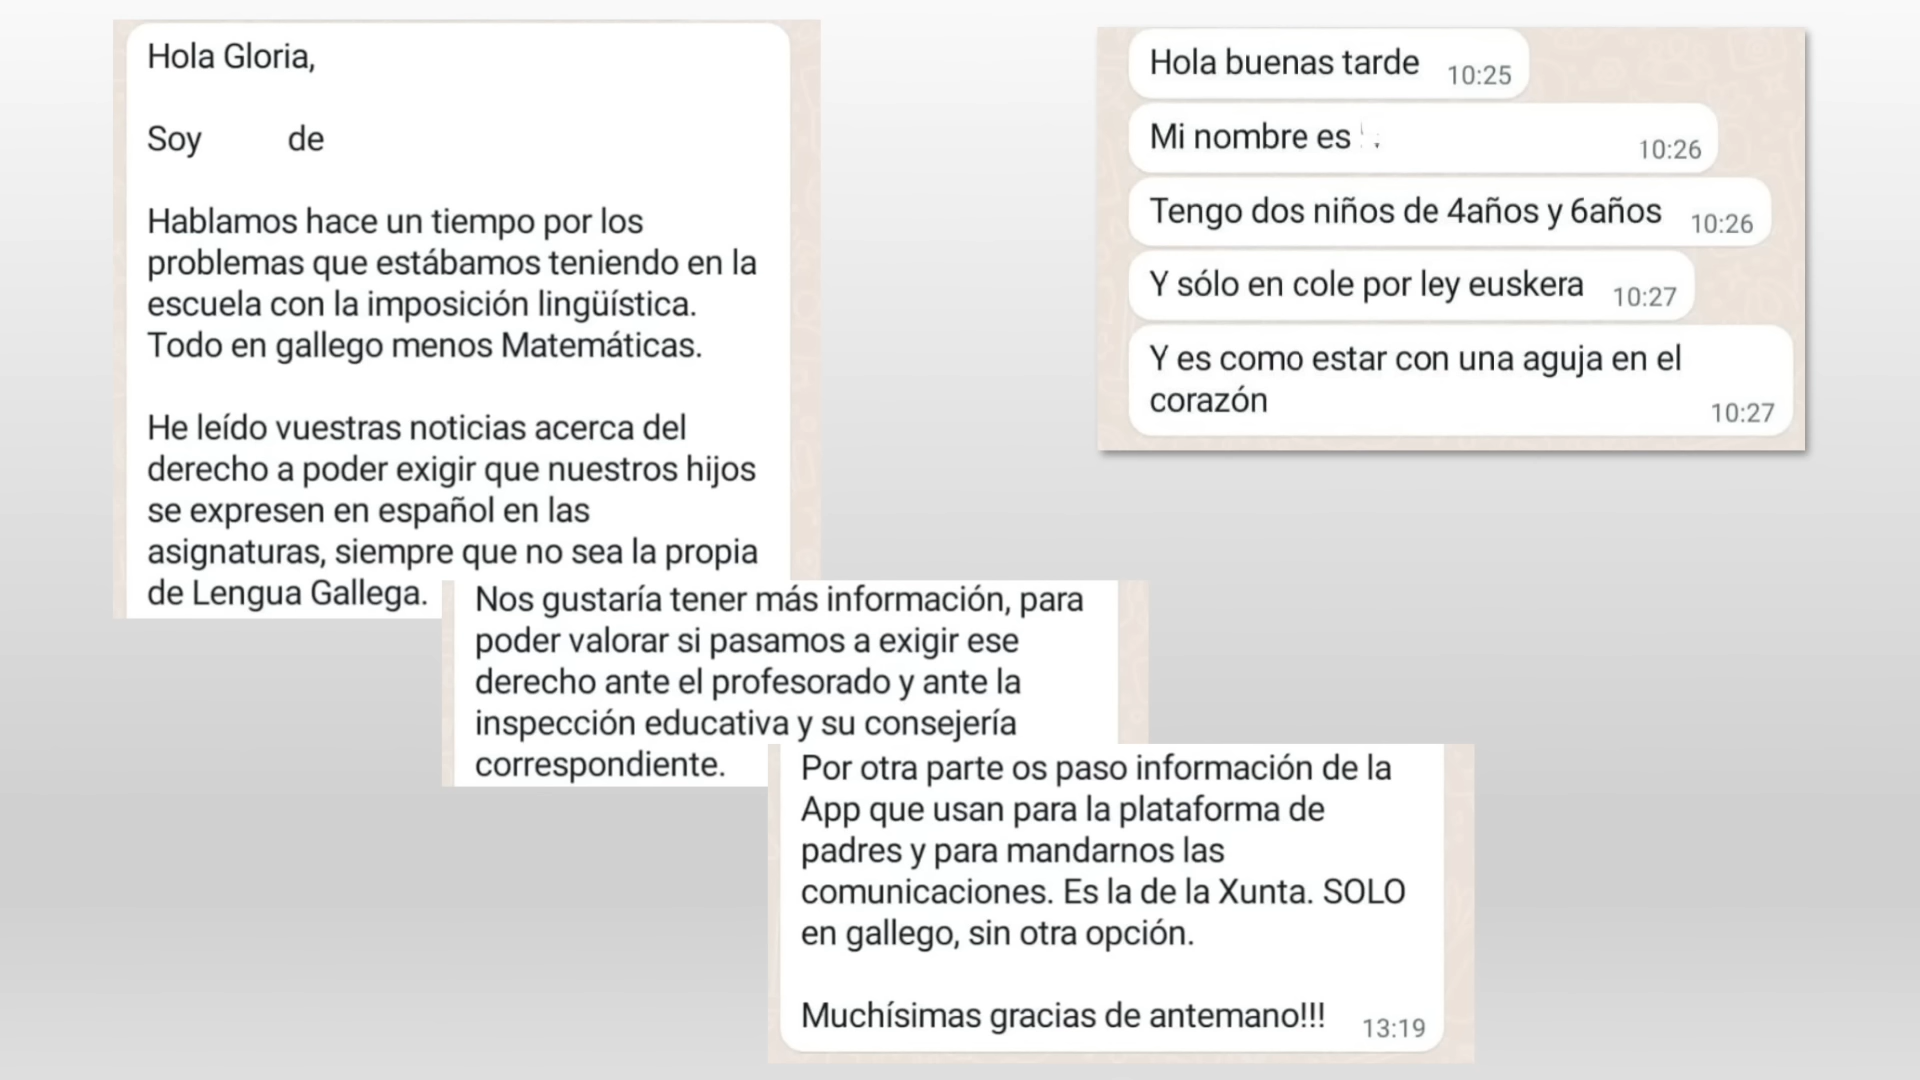 Hola Gloria,
Soy de
Hablamos hace un tiempo por los
problemas que estábamos teniendo en la
escuela con la imposición lingüística.
Todo en gallego menos Matemáticas.
He leído vuestras noticias acerca del
derecho a poder exigir que nuestros hijos
se expresen en español en las
asignaturas, siempre que no sea la propia
de Lengua Gallega.
Nos gustaría tener más información, para
poder valorar si pasamos a exigir ese
derecho ante el profesorado y ante la
inspección educativa y su consejería
correspondiente.
Por otra parte os paso información de la
App que usan para la plataforma de
padres y para mandarnos las
comunicaciones. Es la de la Xunta. SOLO
en gallego, sin otra opción.
Muchísimas gracias de antemano!!! 13:19
Hola buenas tarde 10:25
Mi nombre es 10:26
Tengo dos niños de 4años y 6años 10:26
Y sólo en cole por ley euskera 10:27
Y es como estar con una aguja en el
corazón 10:27